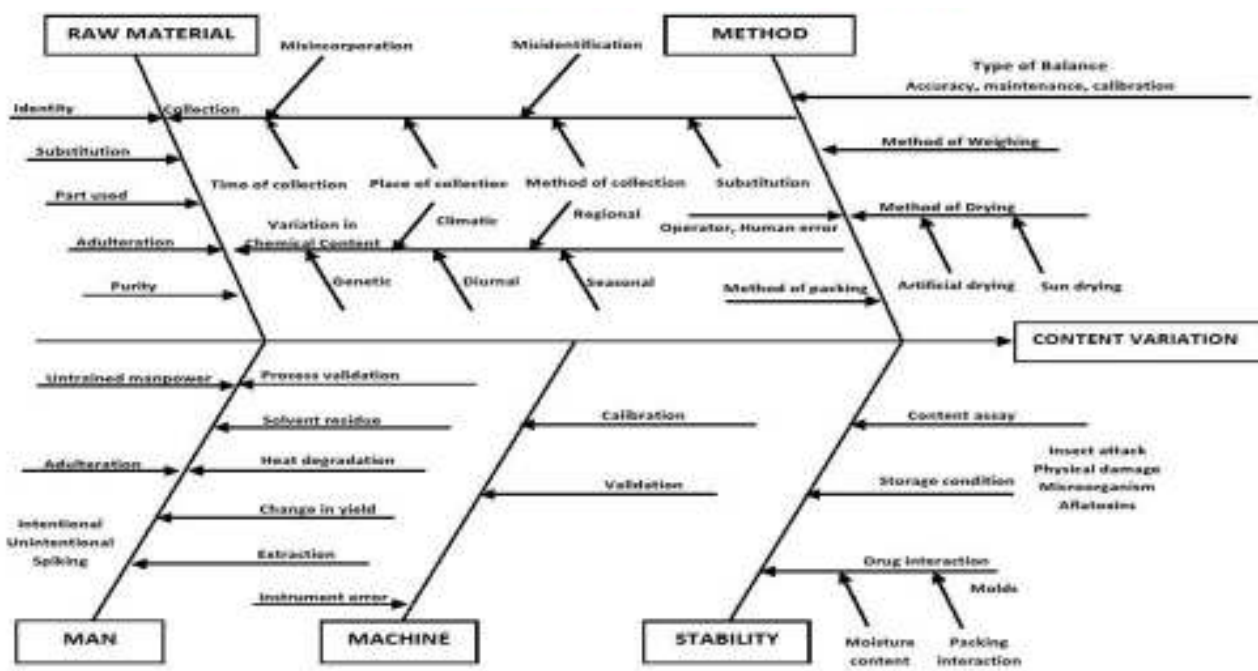 RAW MATERIAL
METHOD
Misincorporation
Misidentification
Type of Balance
Accuracy, maintenance, calibration
Identity
Collection
Substitution
Method of Weighing
Time of collection
Place of collection
Method of collection
Substitution
Part used
Variation in
Chemical Content
Climatic
Regional
Operator, Human error
Method of Drying
Adulteration
Genetic
Diurnal
Seasonal
Purity
Method of packing
Artificial drying
Sun drying
CONTENT VARIATION
Untrained manpower
Process validation
Solvent residue
Calibration
Content assay
Adulteration
Heat degradation
Insect attack
Physical damage
Microorganism
Aflatoxins
Validation
Storage condition
Change in yield
Intentional
Unintentional
Spiking
Extraction
Drug interaction
Molds
Instrument error
MAN
MACHINE
STABILITY
Moisture
content
Packing
interaction